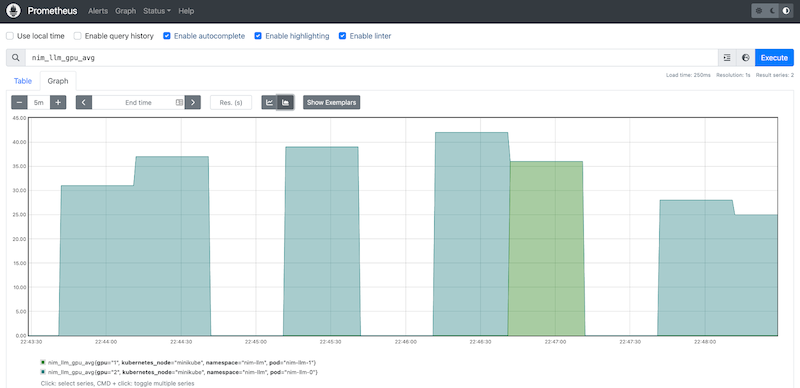 Prometheus Alerts Graph Status Help
Use local time Enable query history Enable autocomplete Enable highlighting Enable linter
nim_llm_gpu_avg Execute
Load time: 250ms Resolution: 1s Result series: 2
Table Graph
5m End time Res. (s) Show Exemplars
45.00
40.00
35.00
30.00
25.00
20.00
15.00
10.00
5.00
0.00
22:43:30 22:44:00 22:44:30 22:45:00 22:45:30 22:46:00 22:46:30 22:47:00 22:47:30 22:48:00
nim_llm_gpu_avg{gpu="1", kubernetes_node="minikube", namespace="nim-llm", pod="nim-llm-1"}
nim_llm_gpu_avg{gpu="2", kubernetes_node="minikube", namespace="nim-llm", pod="nim-llm-0"}
Click: select series, CMD + click: toggle multiple series